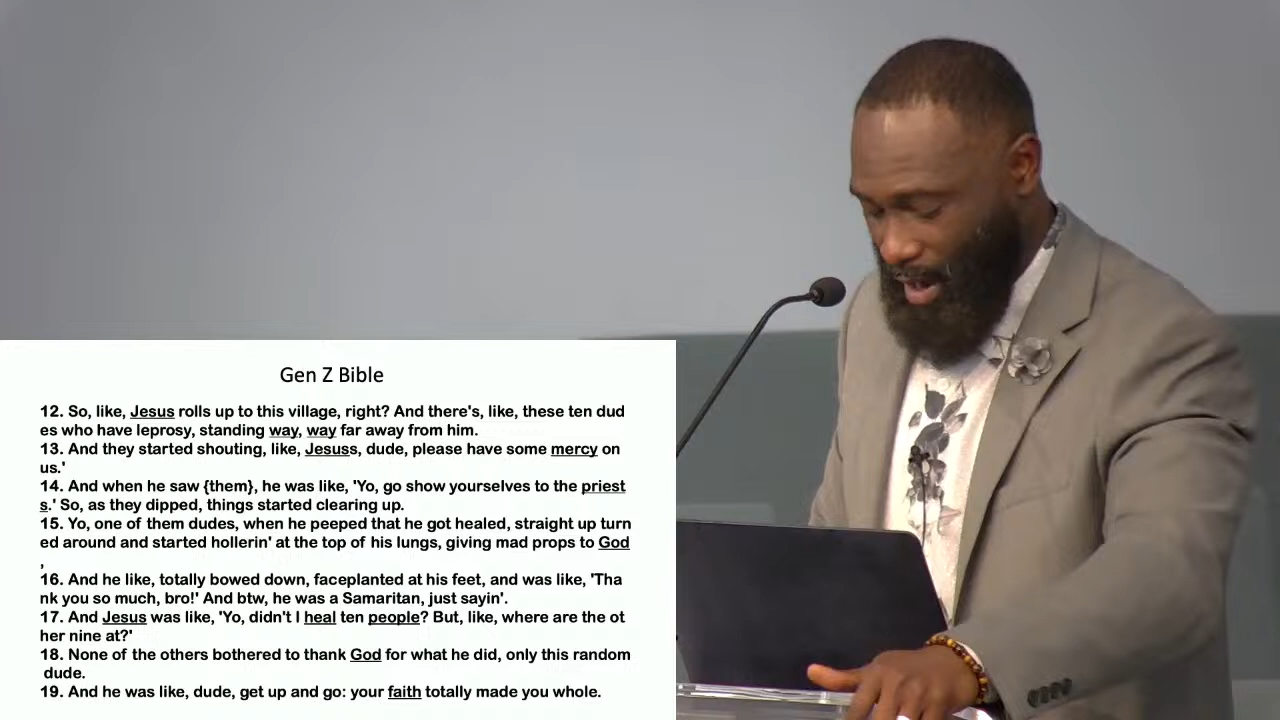 Gen Z Bible
12. So, like, Jesus rolls up to this village, right? And there's, like, these ten dud
es who have leprosy, standing way, way far away from him.
13. And they started shouting, like, Jesuss, dude, please have some mercy on
us.'
14. And when he saw {them}, he was like, 'Yo, go show yourselves to the priest
s.' So, as they dipped, things started clearing up.
15. Yo, one of them dudes, when he peeped that he got healed, straight up turn
ed around and started hollerin' at the top of his lungs, giving mad props to God
,
16. And he like, totally bowed down, faceplanted at his feet, and was like, 'Tha
nk you so much, bro!' And btw, he was a Samaritan, just sayin'.
17. And Jesus was like, 'Yo, didn't I heal ten people? But, like, where are the ot
her nine at?'
18. None of the others bothered to thank God for what he did, only this random
dude.
19. And he was like, dude, get up and go: your faith totally made you whole.